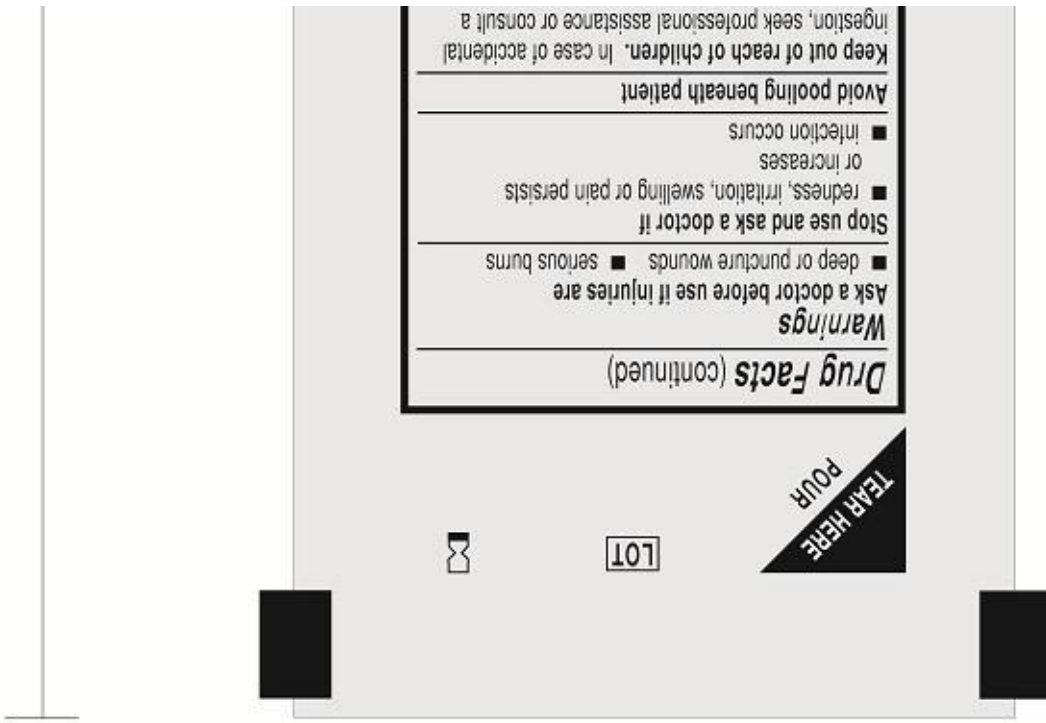 LOT
TEAR HERE
POUR
Drug Facts (continued)
Warnings
Ask a doctor before use if injuries are
■ deep or puncture wounds ■ serious burns
Stop use and ask a doctor if
■ redness, irritation, swelling or pain persists
or increases
■ infection occurs
Avoid pooling beneath patient
Keep out of reach of children. In case of accidental
ingestion, seek professional assistance or consult a